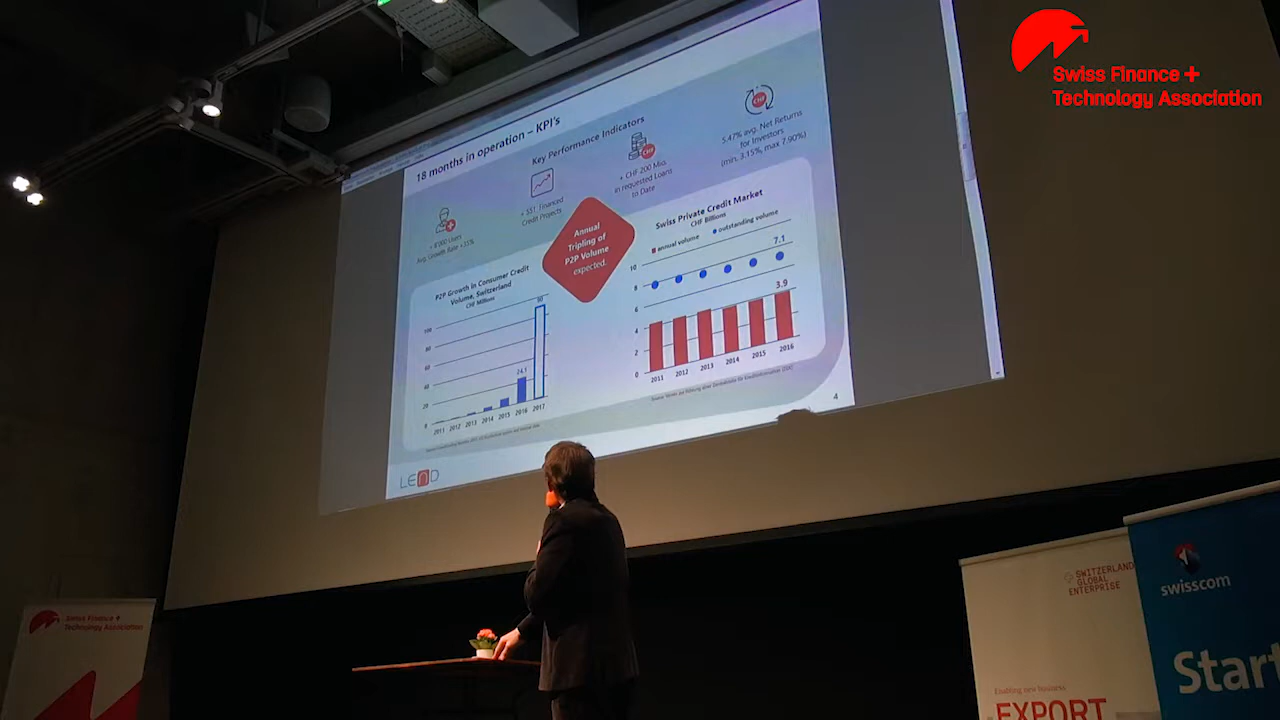 Swiss Finance +
Technology Association
18 months in operation – KPI's
Key Performance Indicators
+ 8'000 Users
Avg. Growth Rate +35%
+ 551 Financed
Credit Projects
+ CHF 200 Mio.
in requested Loans
to Date
CHF
5.47% avg. Net Returns
for Investors
(min. 3.15%, max 7.90%)
Annual
Tripling of
P2P Volume
expected.
P2P Growth in Consumer Credit
Volume, Switzerland
CHF Millions
100
80
60
40
20
0
90
24.1
2011 2012 2013 2014 2015 2016 2017
Swiss Private Credit Market
CHF Billions
annual volume outstanding volume
10
8
6
4
2
0
7.1
3.9
2011 2012 2013 2014 2015 2016
4
LEND
Swiss Finance +
Technology Association
SWITZERLAND
GLOBAL
ENTERPRISE
Enabling new business
EXPORT
swisscom
Start